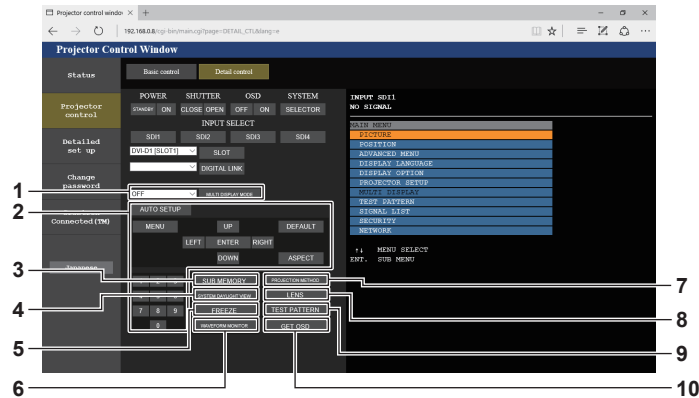 Projector control window × +
192.168.0.8/cgi-bin/main.cgi?page=DETAIL_CTL&lang=e
Projector Control Window
Status
Projector
control
Detailed
set up
Change
password
Connected(TM)
Japanese
Basic control Detail control
POWER SHUTTER OSD SYSTEM
STANDBY ON CLOSE OPEN OFF ON SELECTOR
INPUT SELECT
SDI1 SDI2 SDI3 SDI4
DVI-D1 [SLOT1] SLOT
DIGITAL LINK
OFF MULTI DISPLAY MODE
AUTO SETUP
MENU UP DEFAULT
LEFT ENTER RIGHT
DOWN ASPECT
SUB MEMORY PROJECTION METHOD
SYSTEM DAYLIGHT VIEW LENS
7 8 9 FREEZE TEST PATTERN
0 WAVEFORM MONITOR GET OSD
INPUT SDI1
NO SIGNAL
MAIN MENU
PICTURE
POSITION
ADVANCED MENU
DISPLAY LANGUAGE
DISPLAY OPTION
PROJECTOR SETUP
MULTI DISPLAY
TEST PATTERN
SIGNAL LIST
SECURITY
NETWORK
↑↓ MENU SELECT
ENT. SUB MENU
1
2
3
4
5
6
7
8
9
10